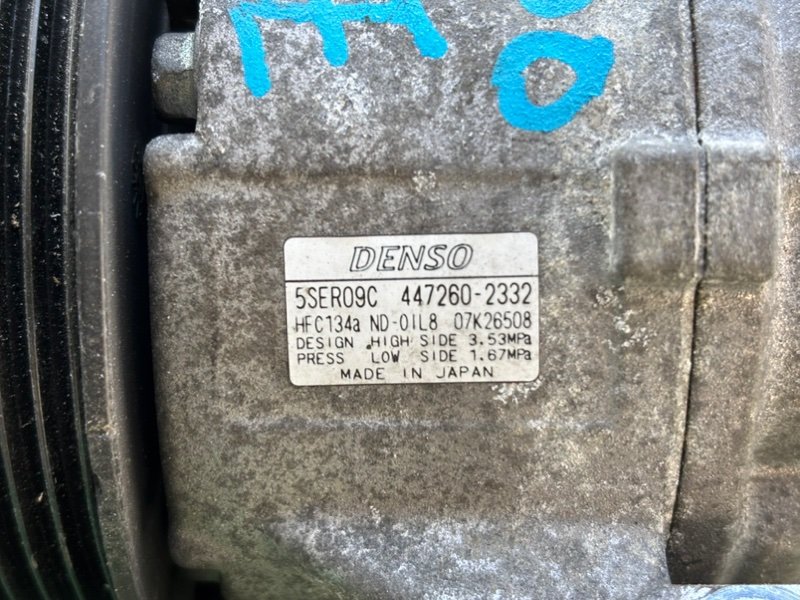 DENSO
5SER09C 447260-2332
HFC134a ND-OIL8 07K26508
DESIGN HIGH SIDE 3.53MPa
PRESS LOW SIDE 1.67MPa
MADE IN JAPAN